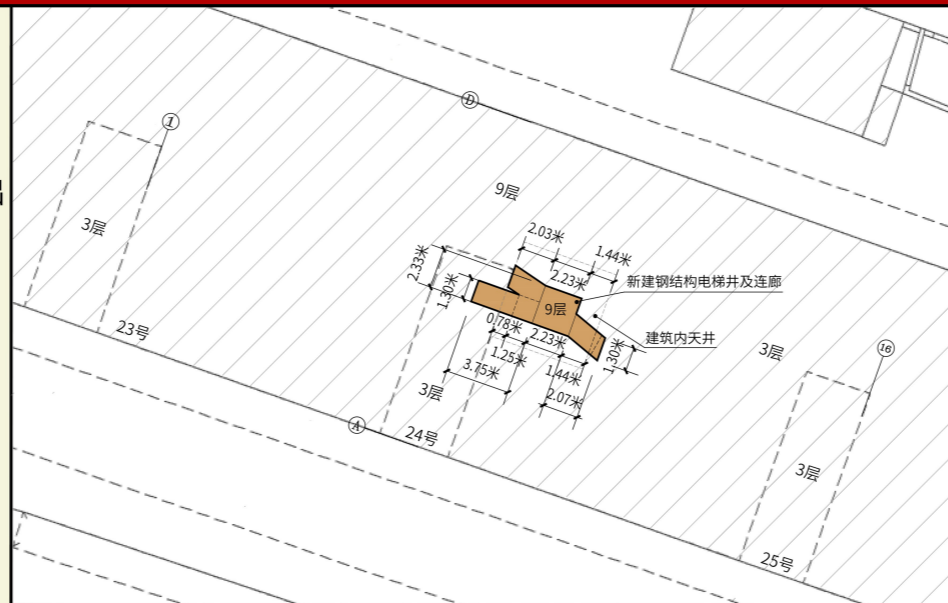 D
1
9层
3层
2.03米
1.44米
2.33米
2.23米
新建钢结构电梯井及连廊
1.30米
9层
23号
0.78米
2.23米
建筑内天井
1.25米
1.30米
3层
16
3.75米
1.44米
3层
2.07米
A
24号
3层
25号